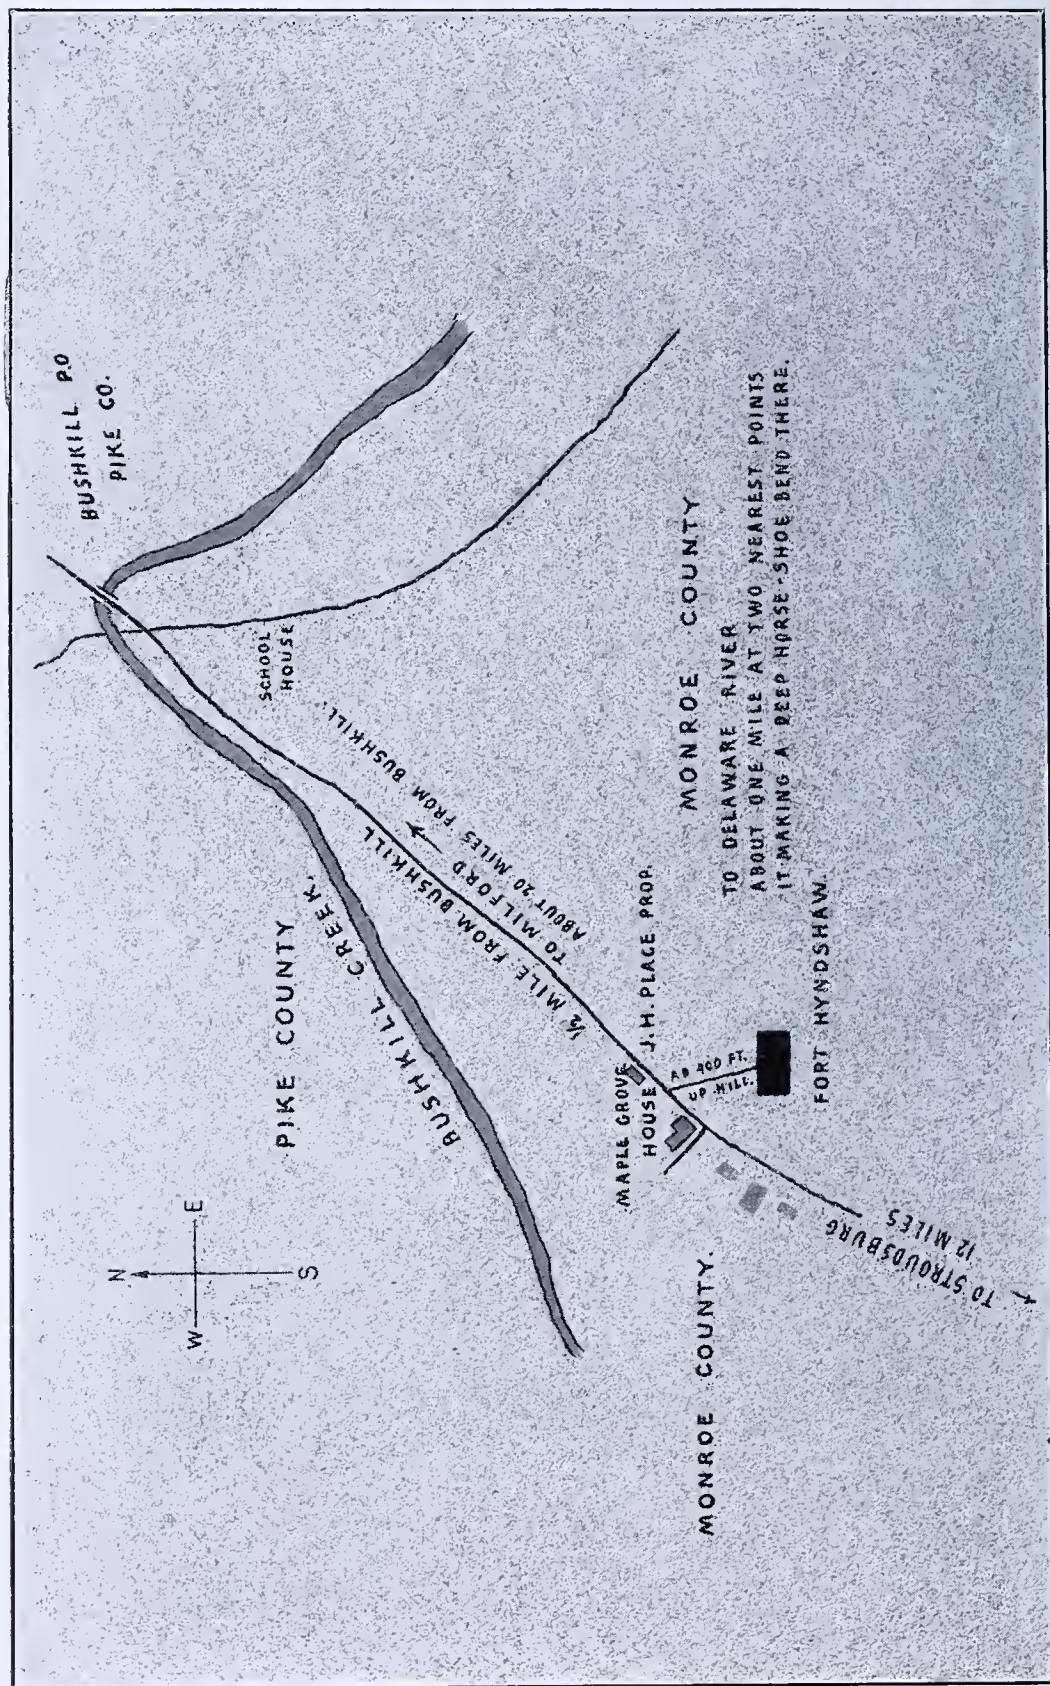 N
W E
S
BUSHKILL P.O
PIKE CO.
PIKE COUNTY
BUSHKILL CREEK.
SCHOOL
HOUSE
1/2 MILE FROM BUSHKILL
TO MILFORD
ABOUT 20 MILES FROM BUSHKILL.
MAPLE GROVE
HOUSE J.H. PLACE PROP.
AB 400 FT.
UP HILL.
FORT HYNDSHAW.
MONROE COUNTY
TO DELAWARE RIVER
ABOUT ONE MILE AT TWO NEAREST POINTS
IT MAKING A DEEP HORSE-SHOE BEND THERE.
MONROE COUNTY.
TO STROUDSBURG
12 MILES